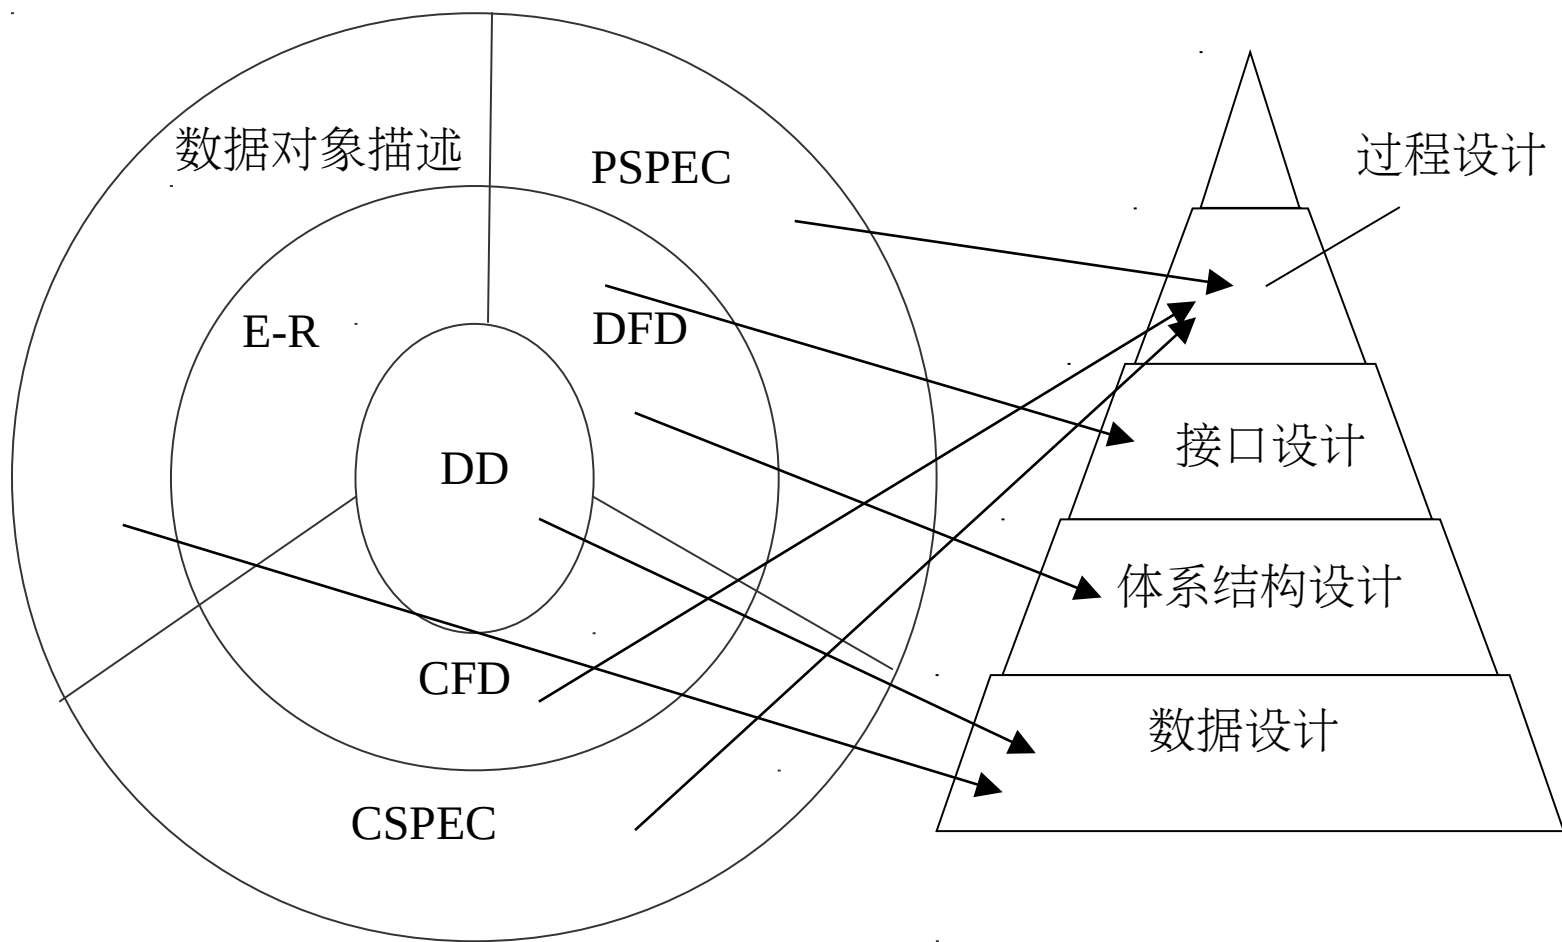 数据对象描述
PSPEC
过程设计
E-R
DFD
接口设计
DD
体系结构设计
CFD
数据设计
CSPEC